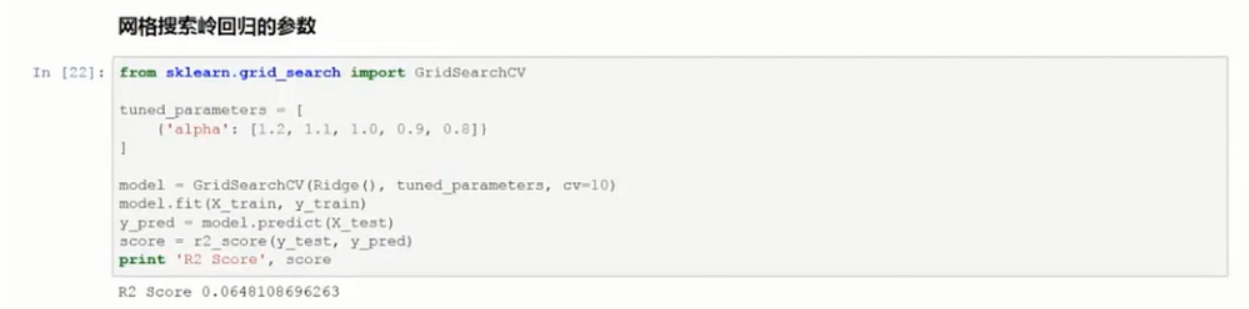 网格搜索岭回归的参数
In [22]: from sklearn.grid_search import GridSearchCV
tuned_parameters = [
    {'alpha': [1.2, 1.1, 1.0, 0.9, 0.8]}
]
model = GridSearchCV(Ridge(), tuned_parameters, cv=10)
model.fit(X_train, y_train)
y_pred = model.predict(X_test)
score = r2_score(y_test, y_pred)
print 'R2 Score', score
R2 Score 0.0648108696263